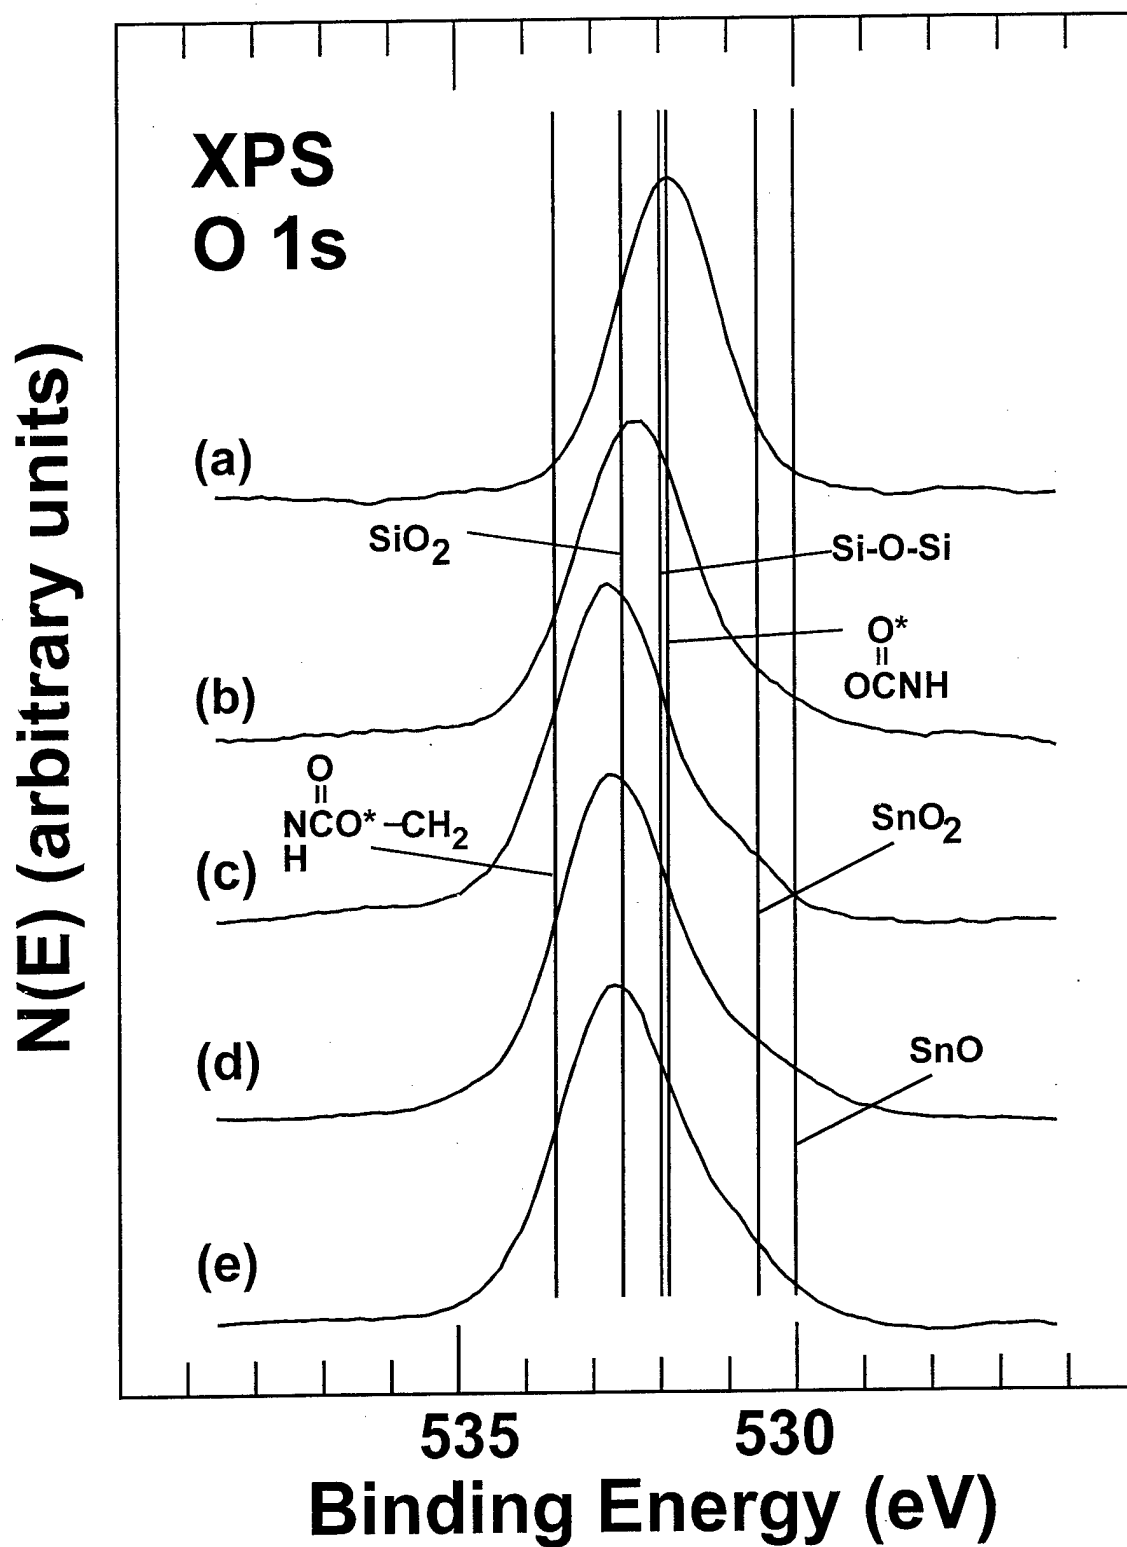 XPS
O 1s
N(E) (arbitrary units)
(a)
SiO2
Si-O-Si
O*
=
OCNH
(b)
O
=
NCO*–CH2
H
SnO2
(c)
SnO
(d)
(e)
535
530
Binding Energy (eV)